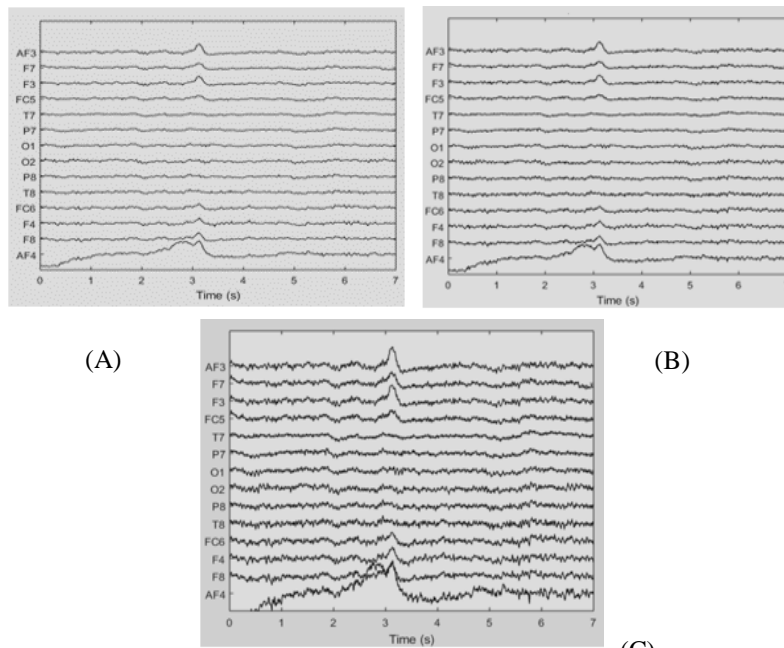 AF3
F7
F3
FC5
T7
P7
O1
O2
P8
T8
FC6
F4
F8
AF4
0 1 2 3 4 5 6 7
Time (s)
AF3
F7
F3
FC5
T7
P7
O1
O2
P8
T8
FC6
F4
F8
AF4
0 1 2 3 4 5 6
Time (s)
(A)
(B)
AF3
F7
F3
FC5
T7
P7
O1
O2
P8
T8
FC6
F4
F8
AF4
0 1 2 3 4 5 6 7
Time (s)
(C)